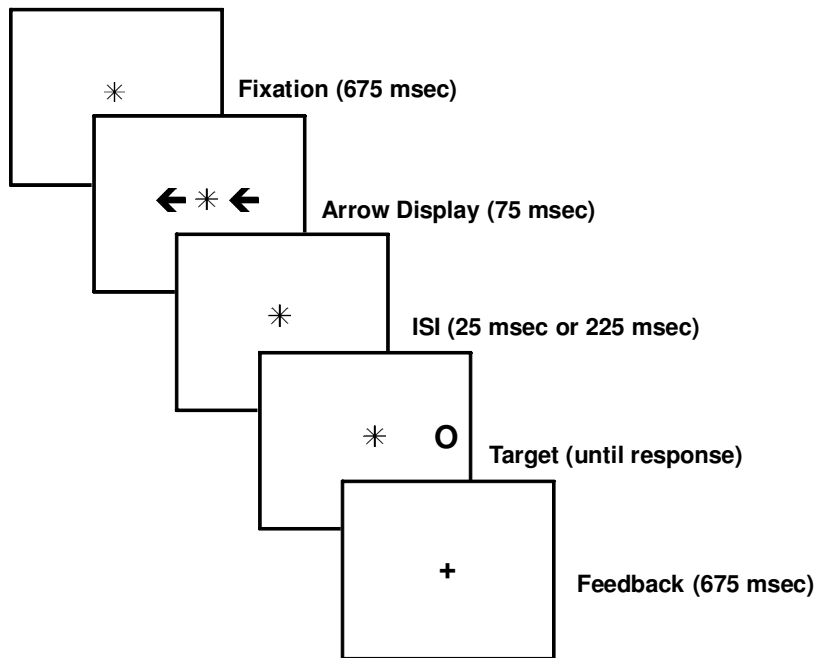 Fixation (675 msec)
Arrow Display (75 msec)
ISI (25 msec or 225 msec)
O
Target (until response)
+
Feedback (675 msec)